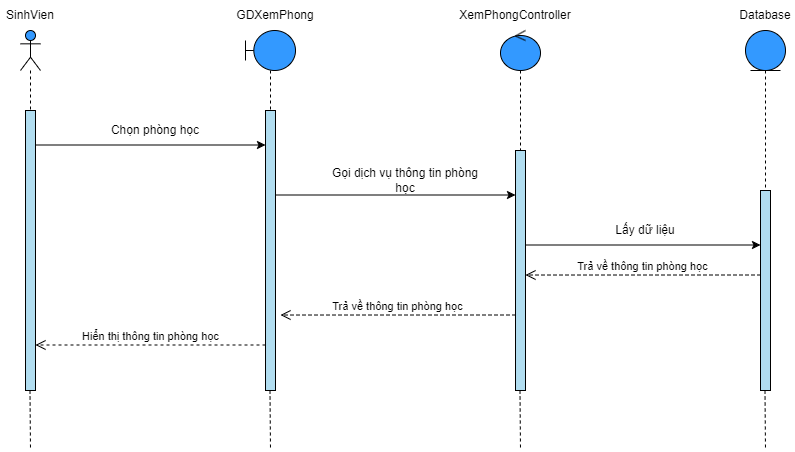 SinhVien
GDXemPhong
XemPhongController
Database
Chọn phòng học
Gọi dịch vụ thông tin phòng
học
Lấy dữ liệu
Trả về thông tin phòng học
Trả về thông tin phòng học
Hiển thị thông tin phòng học